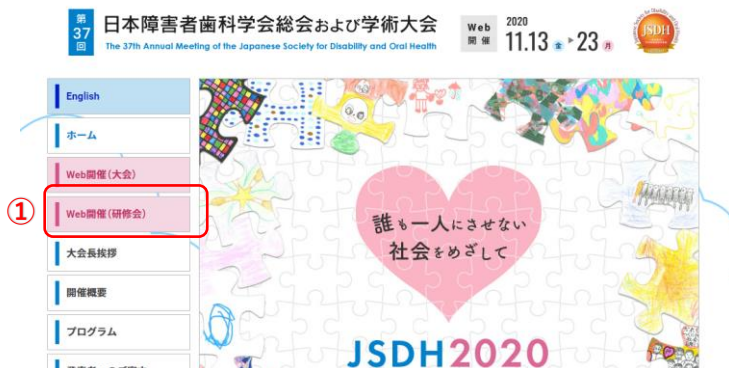 第37回
日本障害者歯科学会総会および学術大会
The 37th Annual Meeting of the Japanese Society for Disability and Oral Health
Web開催
2020
11.13 金 ▶ 23 月
JSDH
English
ホーム
Web開催(大会)
①
Web開催(研修会)
大会長挨拶
開催概要
プログラム
誰も一人にさせない
社会をめざして
JSDH2020